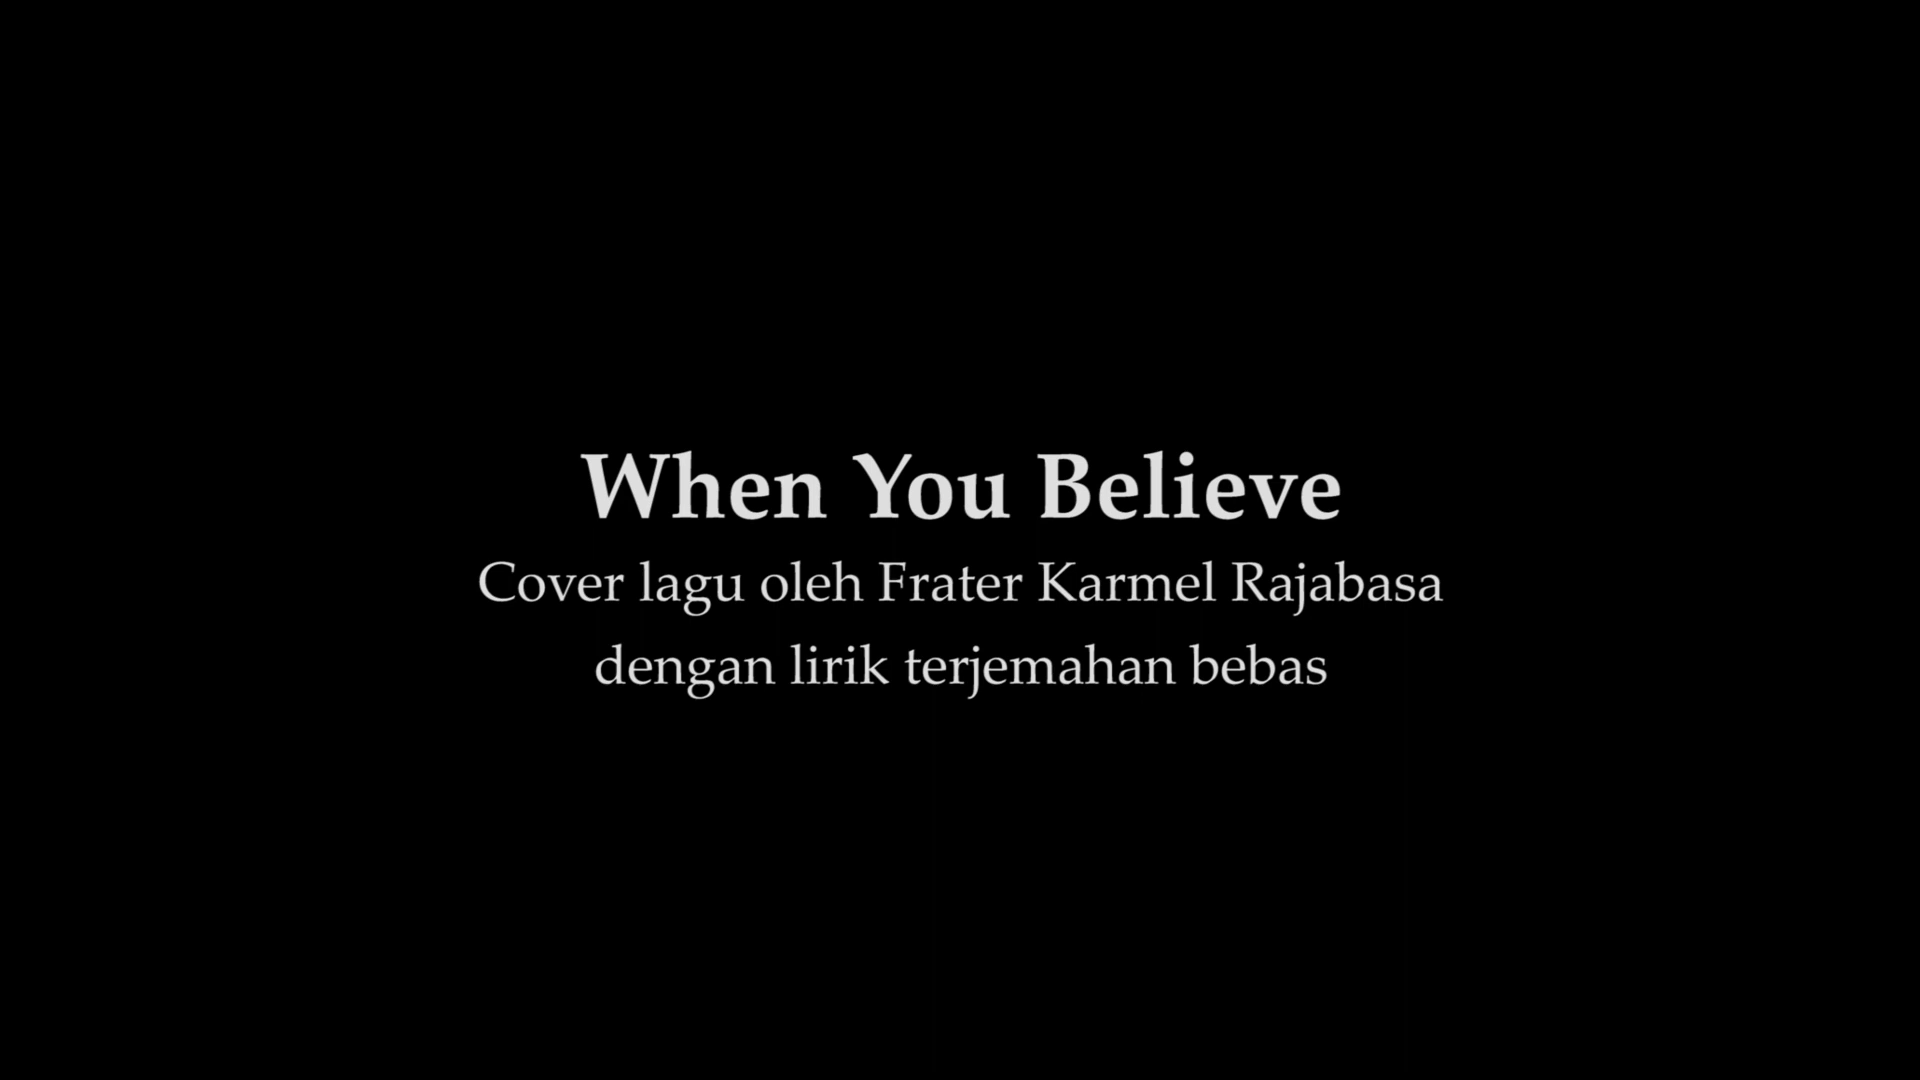 When You Believe
Cover lagu oleh Frater Karmel Rajabasa
dengan lirik terjemahan bebas